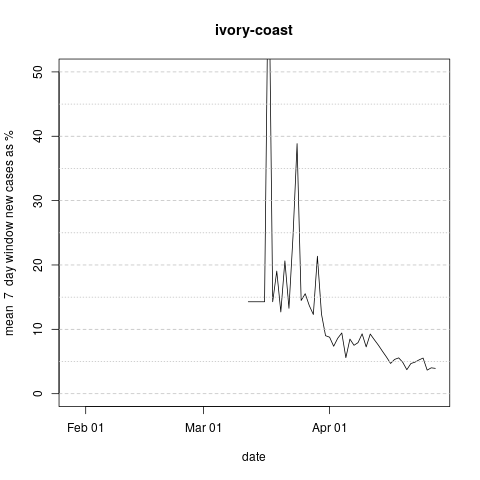 ivory-coast
mean  7  day window new cases as %
50
40
30
20
10
0
Feb 01
Mar 01
Apr 01
date